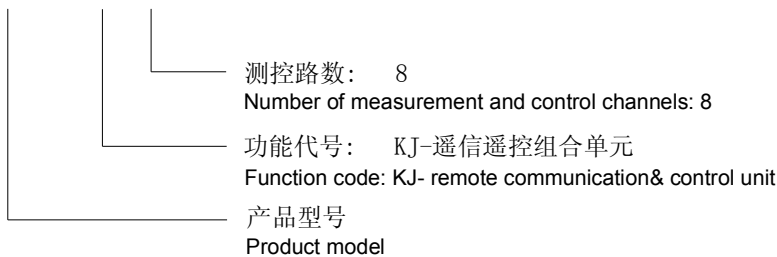 测控路数： 8
Number of measurement and control channels: 8
功能代号： KJ-遥信遥控组合单元
Function code: KJ- remote communication& control unit
产品型号
Product model